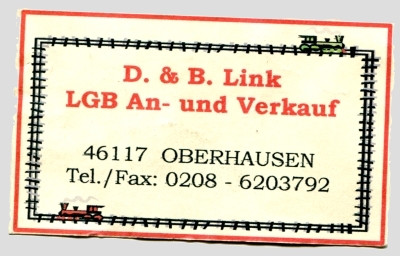 D. & B. Link
LGB An- und Verkauf
46117 OBERHAUSEN
Tel./Fax: 0208 - 6203792